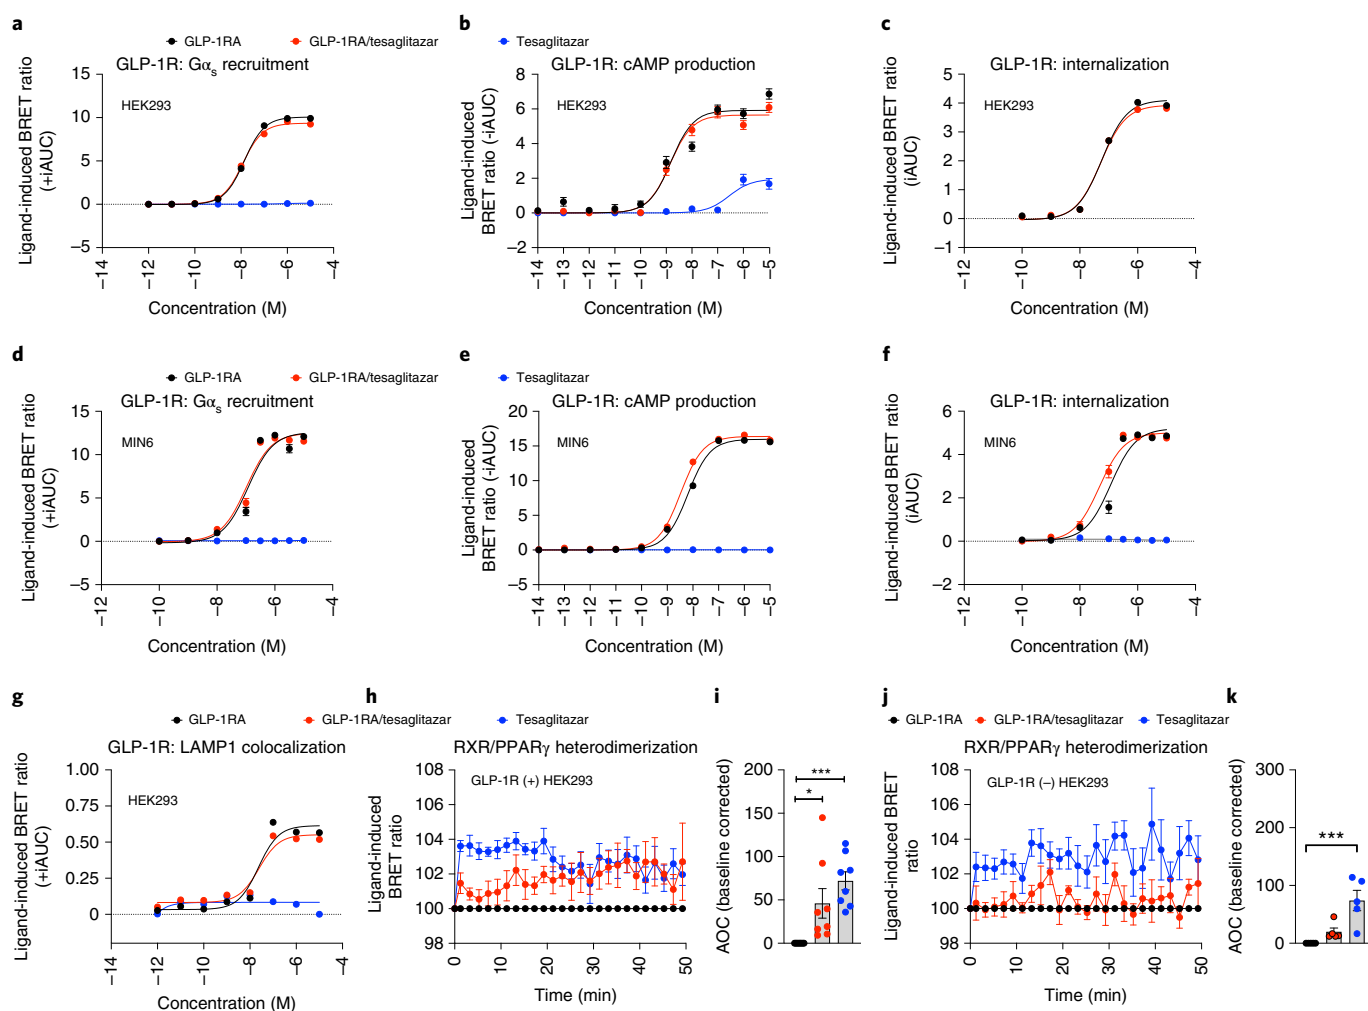 a
b
c
GLP-1RA
GLP-1RA/tesaglitazar
Tesaglitazar
GLP-1R: Gαs recruitment
HEK293
Ligand-induced BRET ratio
(+iAUC)
15
10
5
0
–5
–14
–12
–10
–8
–6
–4
Concentration (M)
GLP-1R: cAMP production
HEK293
Ligand-induced
BRET ratio (-iAUC)
8
6
4
2
0
–2
–14
–13
–12
–11
–10
–9
–8
–7
–6
–5
Concentration (M)
GLP-1R: internalization
HEK293
Ligand-induced BRET ratio
(iAUC)
5
4
3
2
1
0
–1
–12
–10
–8
–6
–4
Concentration (M)
d
e
f
GLP-1RA
GLP-1RA/tesaglitazar
Tesaglitazar
GLP-1R: Gαs recruitment
MIN6
Ligand-induced BRET ratio
(+iAUC)
15
10
5
0
–5
–12
–10
–8
–6
–4
Concentration (M)
GLP-1R: cAMP production
MIN6
Ligand-induced
BRET ratio (-iAUC)
20
15
10
5
0
–5
–14
–13
–12
–11
–10
–9
–8
–7
–6
–5
Concentration (M)
GLP-1R: internalization
MIN6
Ligand-induced BRET ratio
(iAUC)
6
4
2
0
–2
–12
–10
–8
–6
–4
Concentration (M)
g
h
i
j
k
GLP-1RA
GLP-1RA/tesaglitazar
Tesaglitazar
GLP-1RA
GLP-1RA/tesaglitazar
Tesaglitazar
GLP-1R: LAMP1 colocalization
HEK293
Ligand-induced BRET ratio
(+iAUC)
1.00
0.75
0.50
0.25
0
–14
–12
–10
–8
–6
–4
Concentration (M)
RXR/PPARγ heterodimerization
GLP-1R (+) HEK293
Ligand-induced
BRET ratio
108
106
104
102
100
98
0
10
20
30
40
50
Time (min)
AOC (baseline corrected)
200
150
100
50
0
*
***
RXR/PPARγ heterodimerization
GLP-1R (–) HEK293
Ligand-induced BRET
ratio
108
106
104
102
100
98
0
10
20
30
40
50
Time (min)
AOC (baseline corrected)
300
200
100
0
***